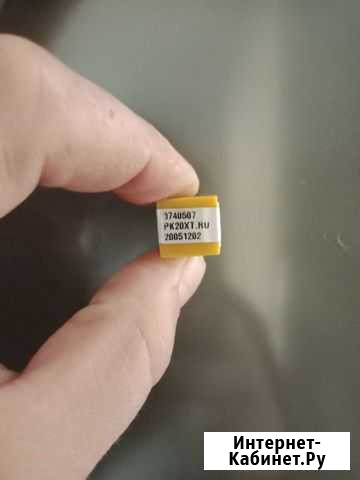 3740507
PK20XT.RU
20051202
Интернет-
Кабинет.Ру